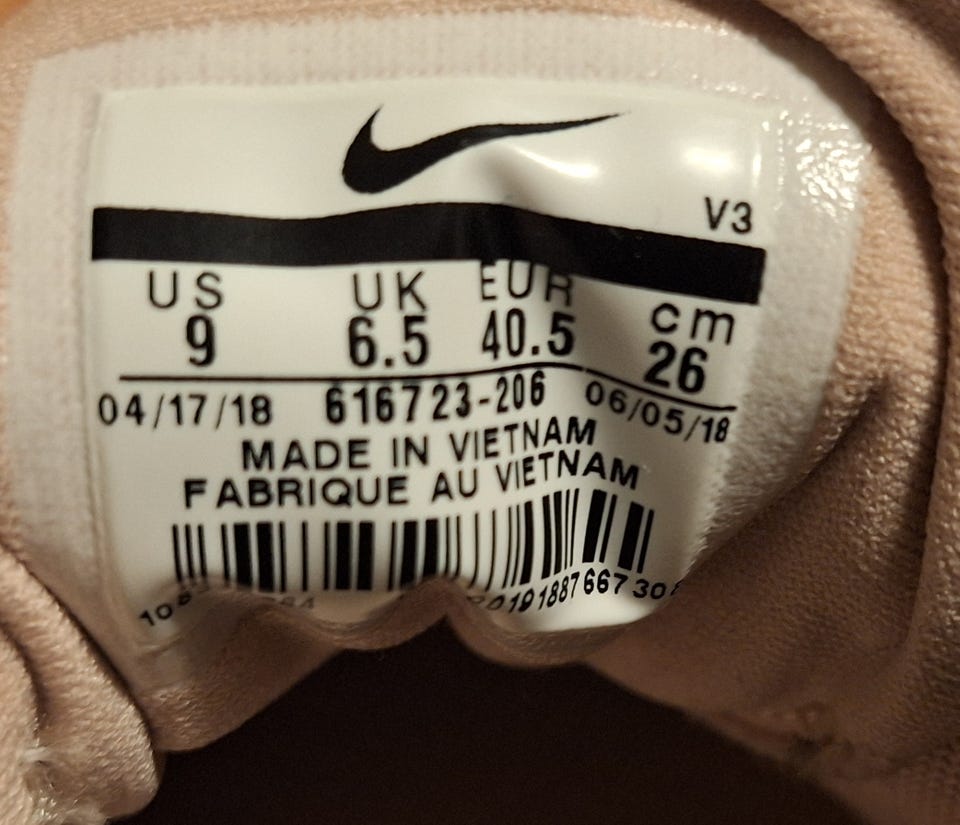 V3
US UK EUR cm
9 6.5 40.5 26
04/17/18 616723-206 06/05/18
MADE IN VIETNAM
FABRIQUE AU VIETNAM